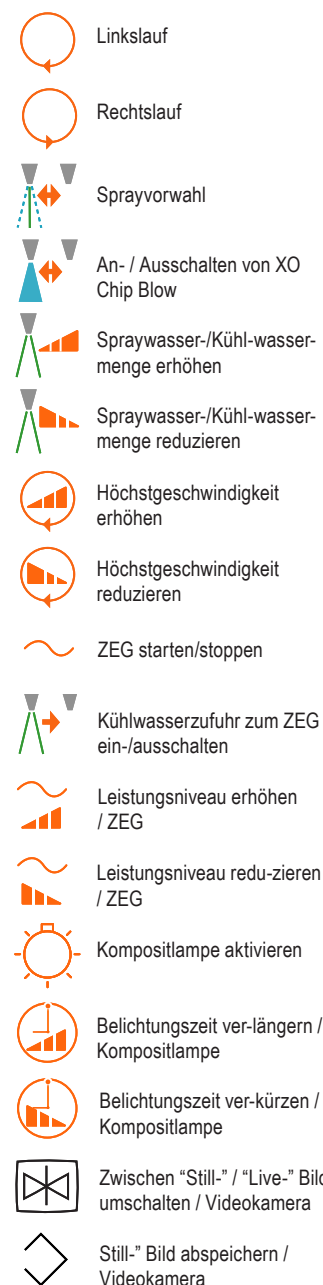 Linkslauf
Rechtslauf
Sprayvorwahl
An- / Ausschalten von XO
Chip Blow
Spraywasser-/Kühl-wasser-
menge erhöhen
Spraywasser-/Kühl-wasser-
menge reduzieren
Höchstgeschwindigkeit
erhöhen
Höchstgeschwindigkeit
reduzieren
ZEG starten/stoppen
Kühlwasserzufuhr zum ZEG
ein-/ausschalten
Leistungsniveau erhöhen
/ ZEG
Leistungsniveau redu-zieren
/ ZEG
Kompositlampe aktivieren
Belichtungszeit ver-längern /
Kompositlampe
Belichtungszeit ver-kürzen /
Kompositlampe
Zwischen “Still-” / “Live-” Bild
umschalten / Videokamera
Still-” Bild abspeichern /
Videokamera